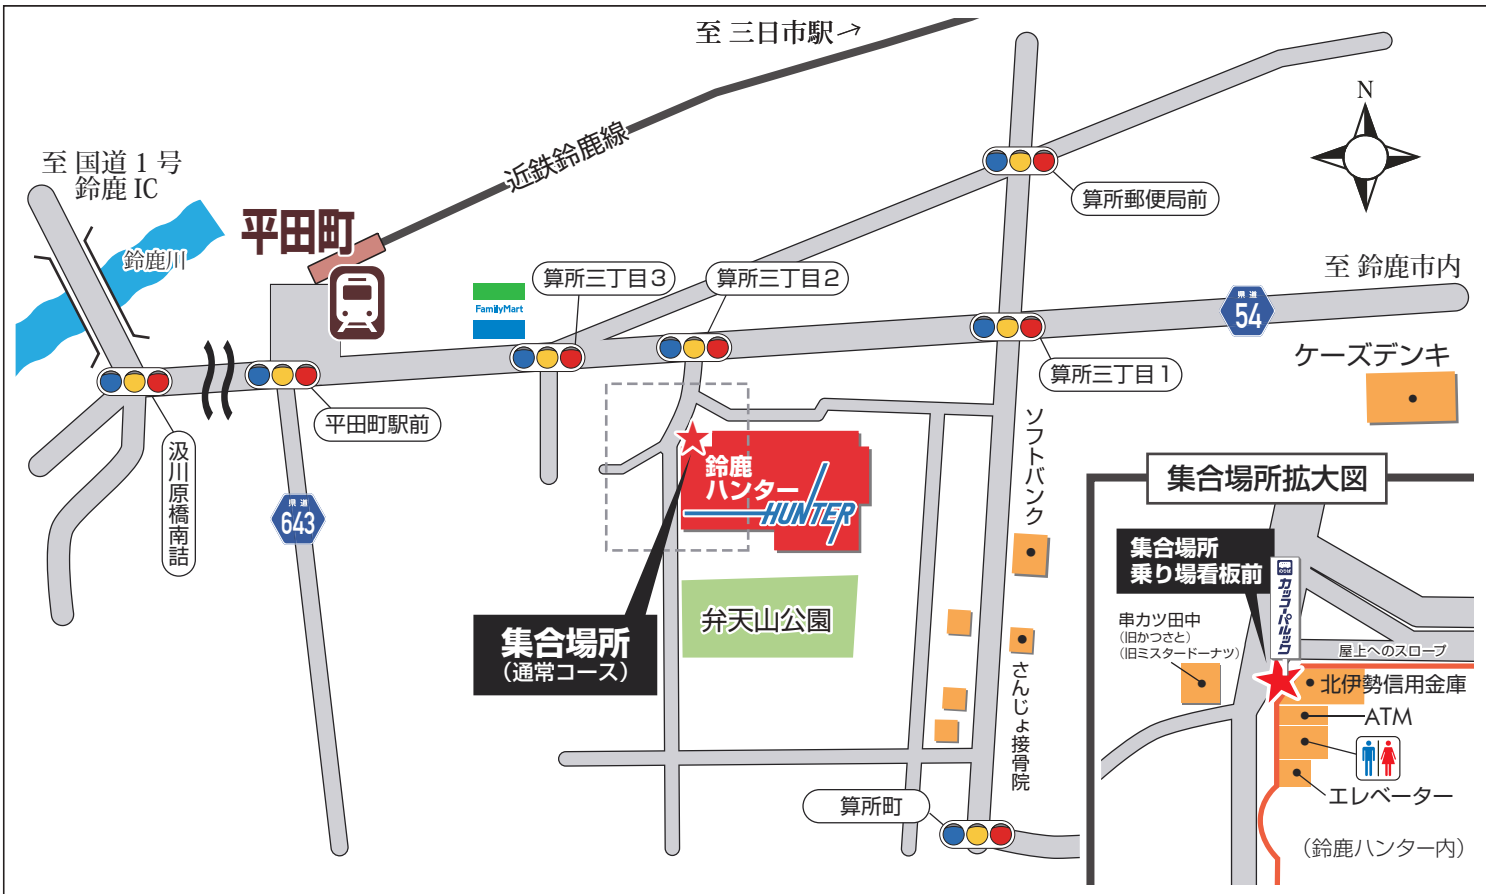 至 三日市駅→
N
至 国道 1 号
鈴鹿 IC
近鉄鈴鹿線
平田町
鈴鹿川
算所郵便局前
至 鈴鹿市内
算所三丁目3
算所三丁目2
FamilyMart
県道
54
算所三丁目1
ケーズデンキ
平田町駅前
汲川原橋南詰
県道
643
鈴鹿
ハンター
HUNTER
ソフトバンク
弁天山公園
集合場所
(通常コース)
さんじょ接骨院
算所町
集合場所拡大図
集合場所
乗り場看板前
のりば
カッコーパルック
串カツ田中
(旧かつさと)
(旧ミスタードーナツ)
屋上へのスロープ
北伊勢信用金庫
ATM
エレベーター
(鈴鹿ハンター内)